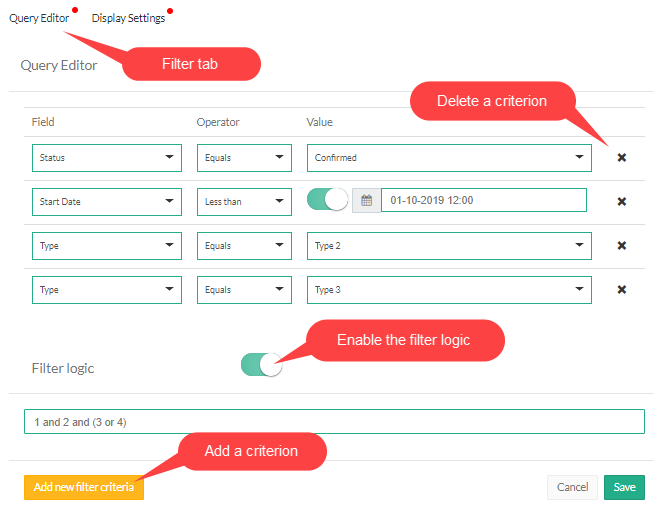 Query Editor
Display Settings
Filter tab
Query Editor
Delete a criterion
Field Operator Value
Status Equals Confirmed
Start Date Less than 01-10-2019 12:00
Type Equals Type 2
Type Equals Type 3
Enable the filter logic
Filter logic
1 and 2 and (3 or 4)
Add a criterion
Add new filter criteria
Cancel Save